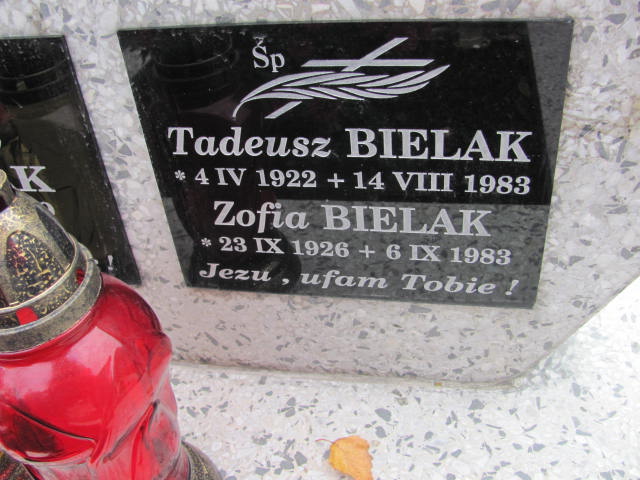 Śp
Tadeusz BIELAK
* 4 IV 1922 + 14 VIII 1983
Zofia BIELAK
* 23 IX 1926 + 6 IX 1983
Jezu , ufam Tobie !